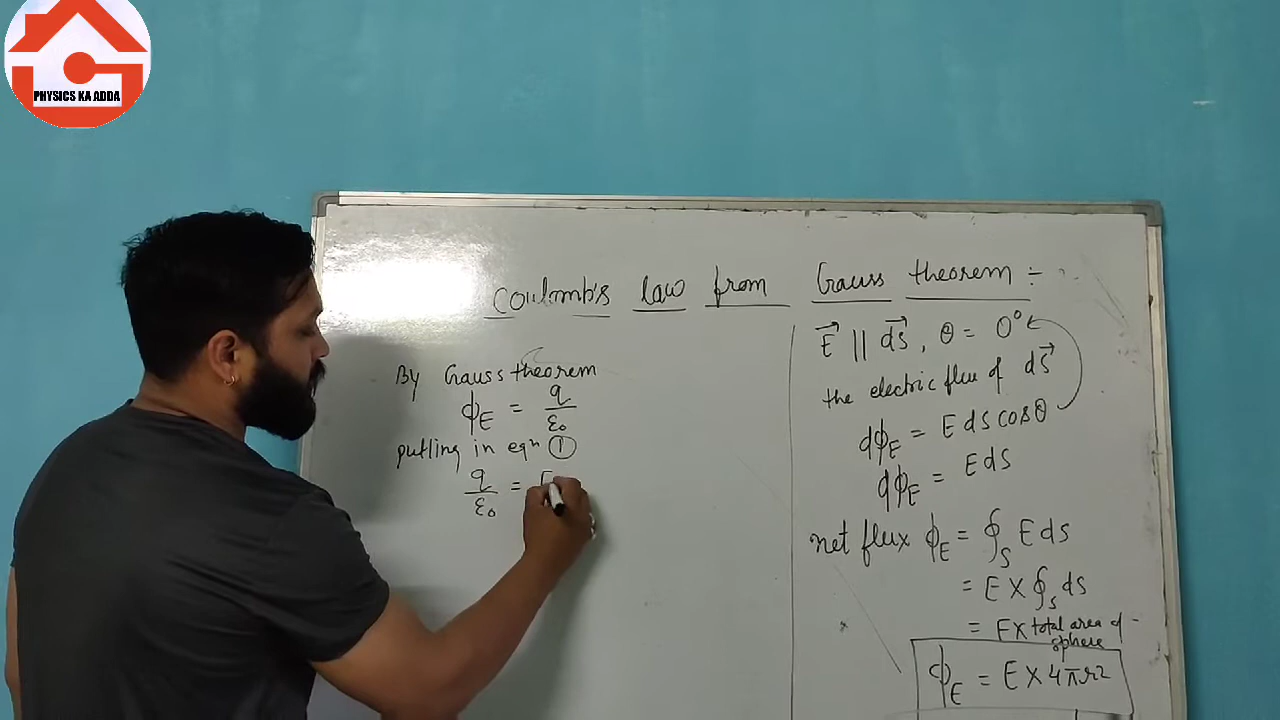 PHYSICS KA ADDA
Coulomb's law from Gauss theorem :-
By Gauss theorem
ϕE = q/ε₀
putting in eqⁿ ①
q/ε₀ =
E⃗ || ds⃗, θ = 0°
the electric flux of ds⃗
dϕE = E ds cosθ
dϕE = E ds
net flux ϕE = ∮s E ds
= E × ∮s ds
= E × total area of sphere
ϕE = E × 4πr²